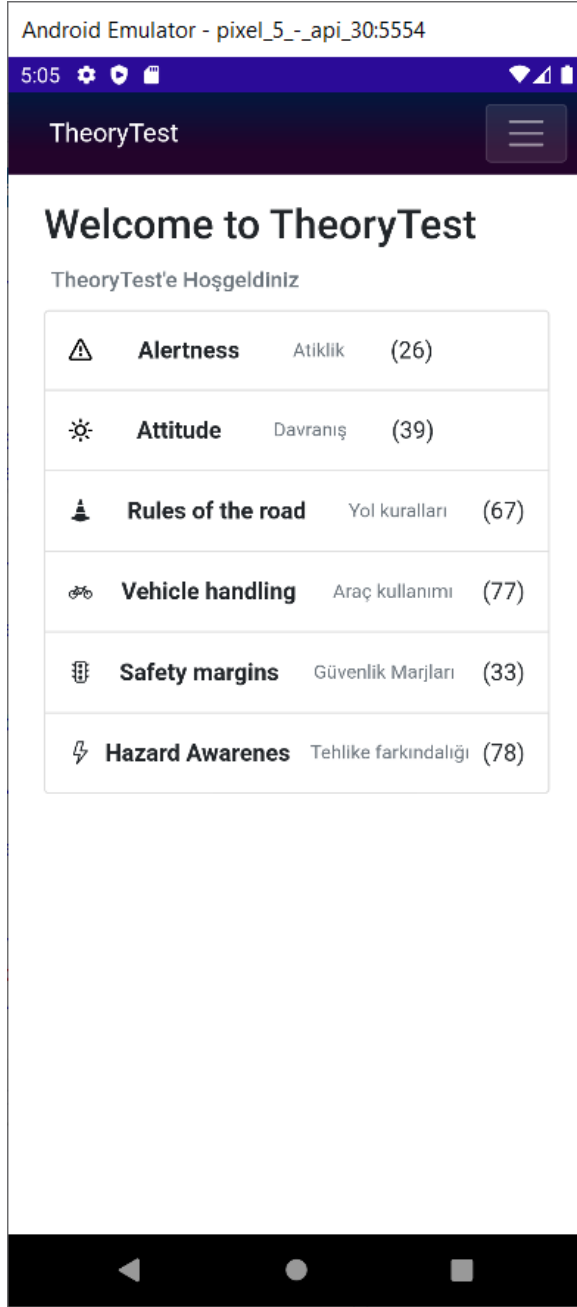 Android Emulator - pixel_5_-_api_30:5554
5:05
TheoryTest
Welcome to TheoryTest
TheoryTest'e Hoşgeldiniz
Alertness Atiklik (26)
Attitude Davranış (39)
Rules of the road Yol kuralları (67)
Vehicle handling Araç kullanımı (77)
Safety margins Güvenlik Marjları (33)
Hazard Awarenes Tehlike farkındalığı (78)